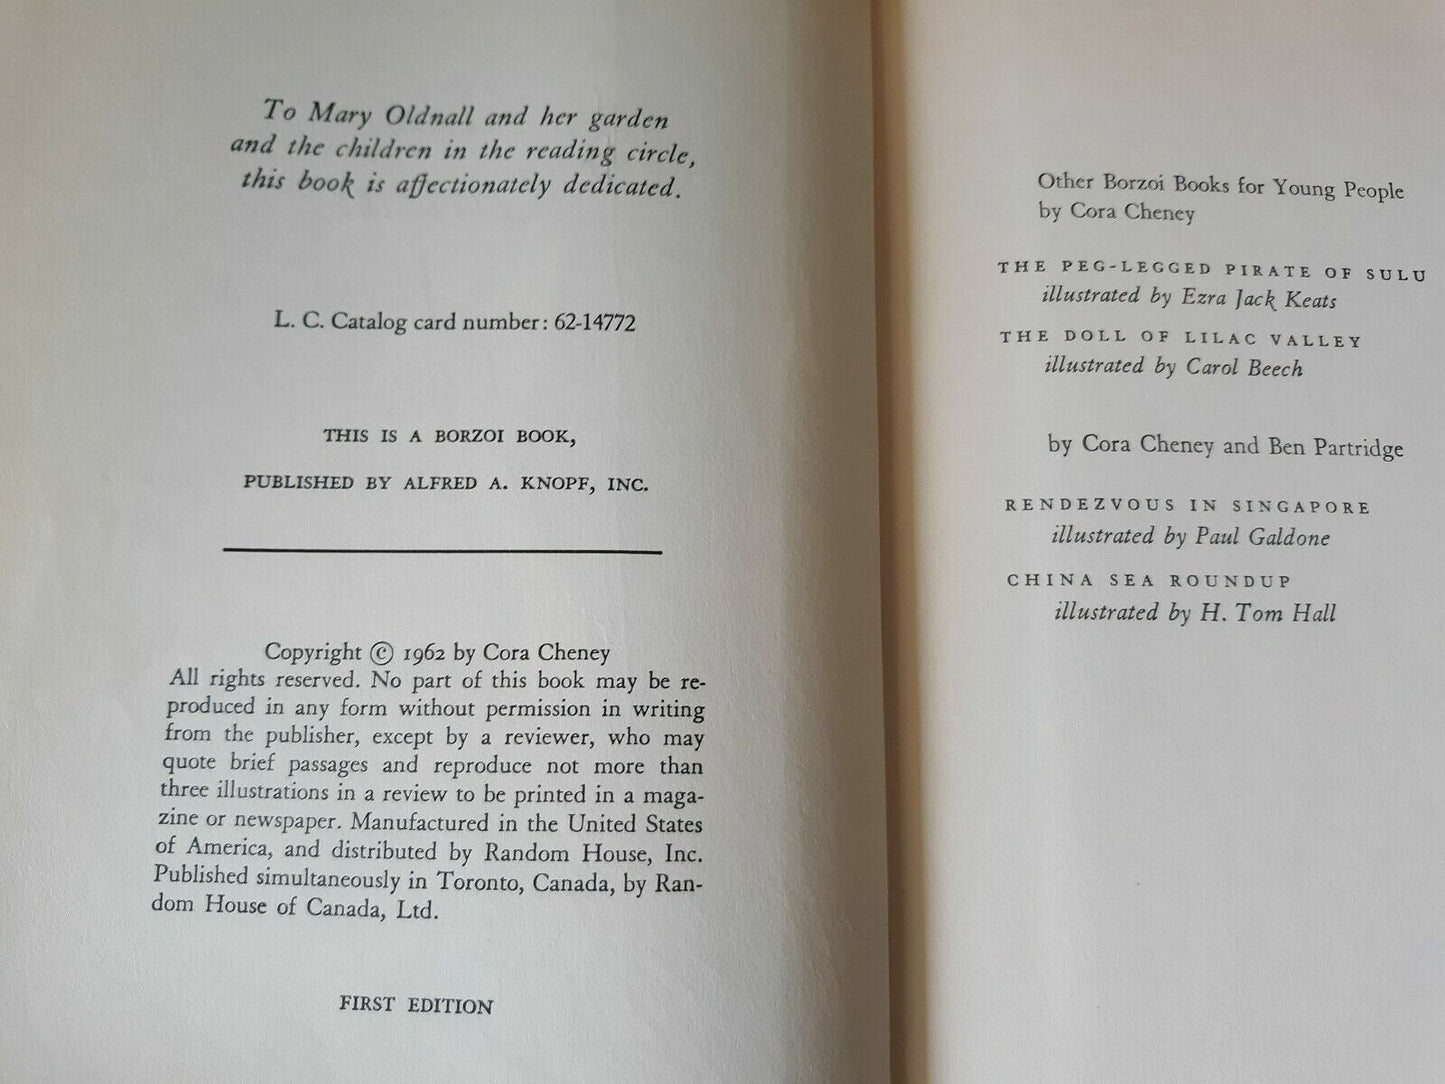 To Mary Oldnall and her garden
and the children in the reading circle,
this book is affectionately dedicated.
L. C. Catalog card number: 62-14772
THIS IS A BORZOI BOOK,
PUBLISHED BY ALFRED A. KNOPF, INC.
Copyright © 1962 by Cora Cheney
All rights reserved. No part of this book may be re-
produced in any form without permission in writing
from the publisher, except by a reviewer, who may
quote brief passages and reproduce not more than
three illustrations in a review to be printed in a maga-
zine or newspaper. Manufactured in the United States
of America, and distributed by Random House, Inc.
Published simultaneously in Toronto, Canada, by Ran-
dom House of Canada, Ltd.
FIRST EDITION
Other Borzoi Books for Young People
by Cora Cheney
THE PEG-LEGGED PIRATE OF SULU
illustrated by Ezra Jack Keats
THE DOLL OF LILAC VALLEY
illustrated by Carol Beech
by Cora Cheney and Ben Partridge
RENDEZVOUS IN SINGAPORE
illustrated by Paul Galdone
CHINA SEA ROUNDUP
illustrated by H. Tom Hall